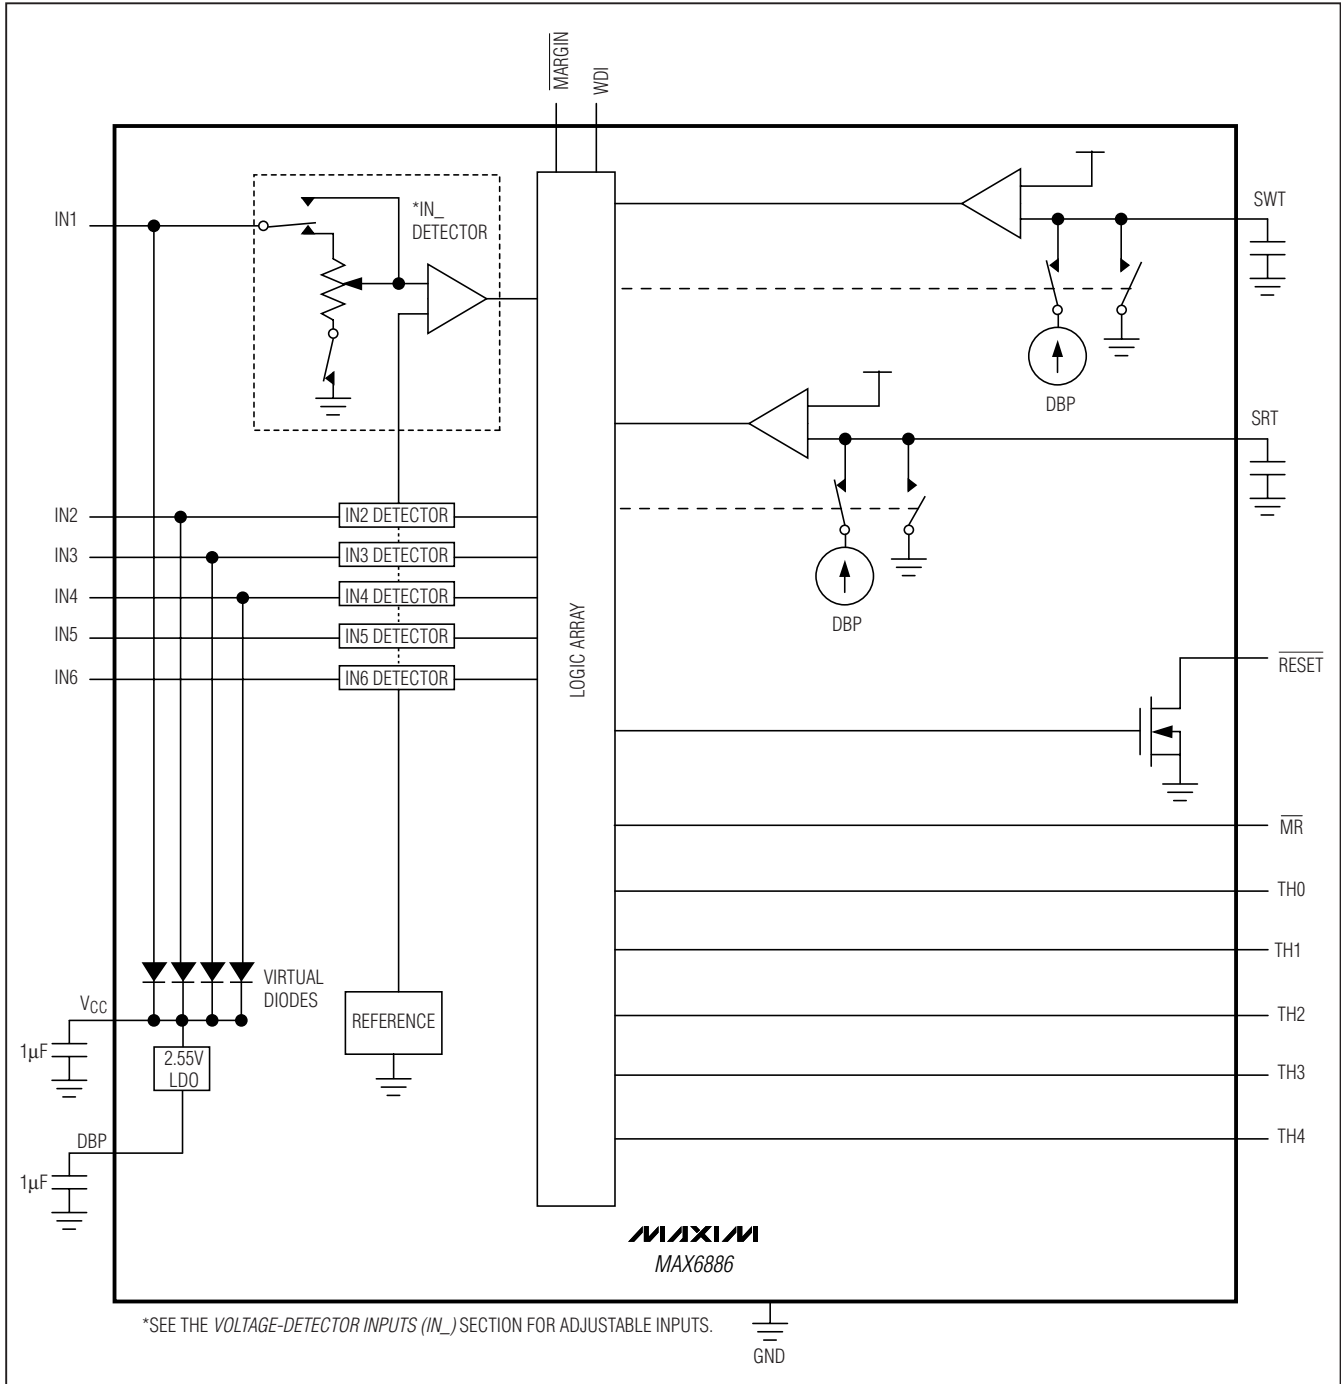 MARGIN
WDI
IN1
*IN_
DETECTOR
SWT
DBP
SRT
DBP
IN2
IN2 DETECTOR
IN3
IN3 DETECTOR
IN4
IN4 DETECTOR
IN5
IN5 DETECTOR
IN6
IN6 DETECTOR
LOGIC ARRAY
RESET
MR
TH0
TH1
TH2
TH3
TH4
VIRTUAL
DIODES
VCC
1µF
2.55V
LDO
REFERENCE
DBP
1µF
MAXIM
MAX6886
*SEE THE VOLTAGE-DETECTOR INPUTS (IN_) SECTION FOR ADJUSTABLE INPUTS.
GND